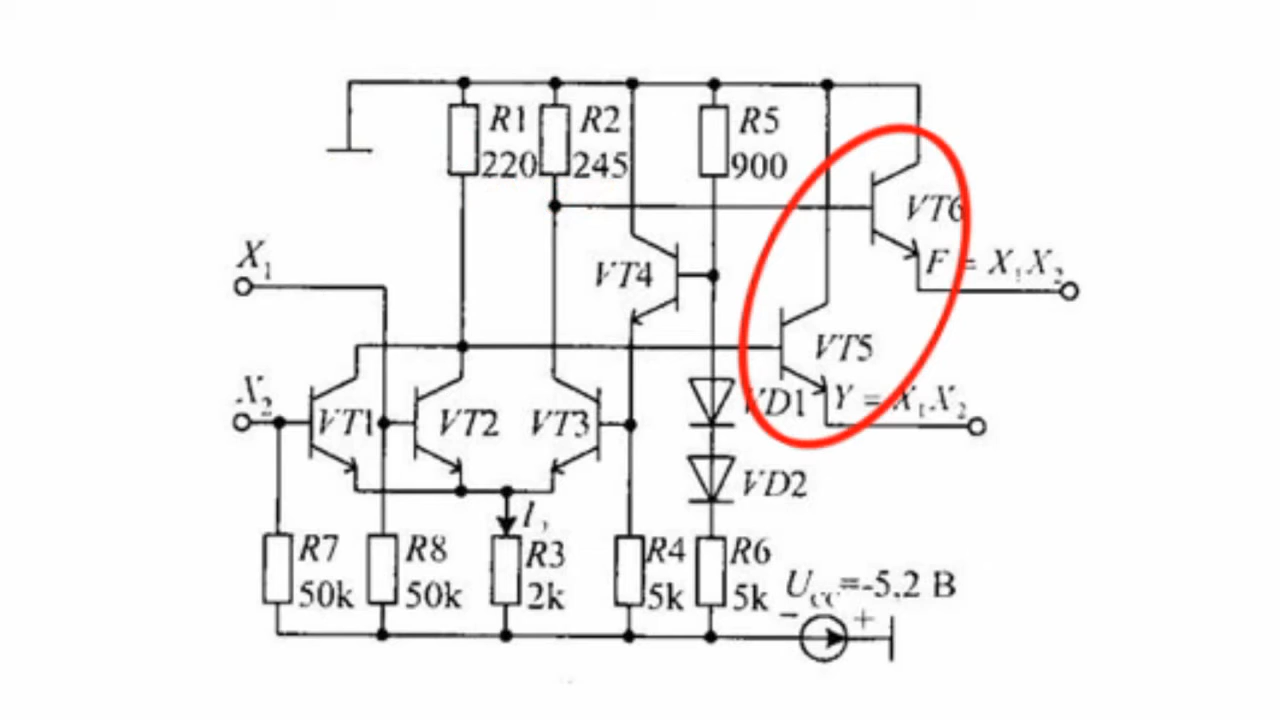 R1
220
R2
245
R5
900
VT6
X₁
VT4
F = X₁X₂
VT5
X₂
VT1
VT2
VT3
VD1
Y = X₁X₂
VD2
R7
50k
R8
50k
R3
2k
R4
5k
R6
5k
Ucc=-5,2 В
− +